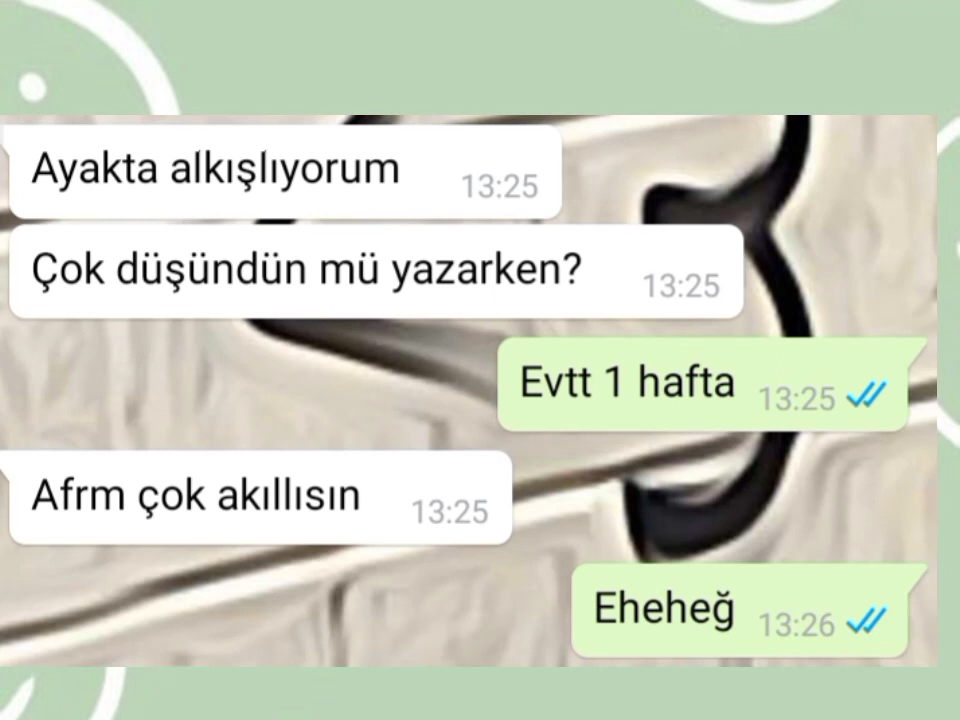 Ayakta alkışlıyorum 13:25
Çok düşündün mü yazarken? 13:25
Evtt 1 hafta 13:25
Afrm çok akıllısın 13:25
Eheheğ 13:26